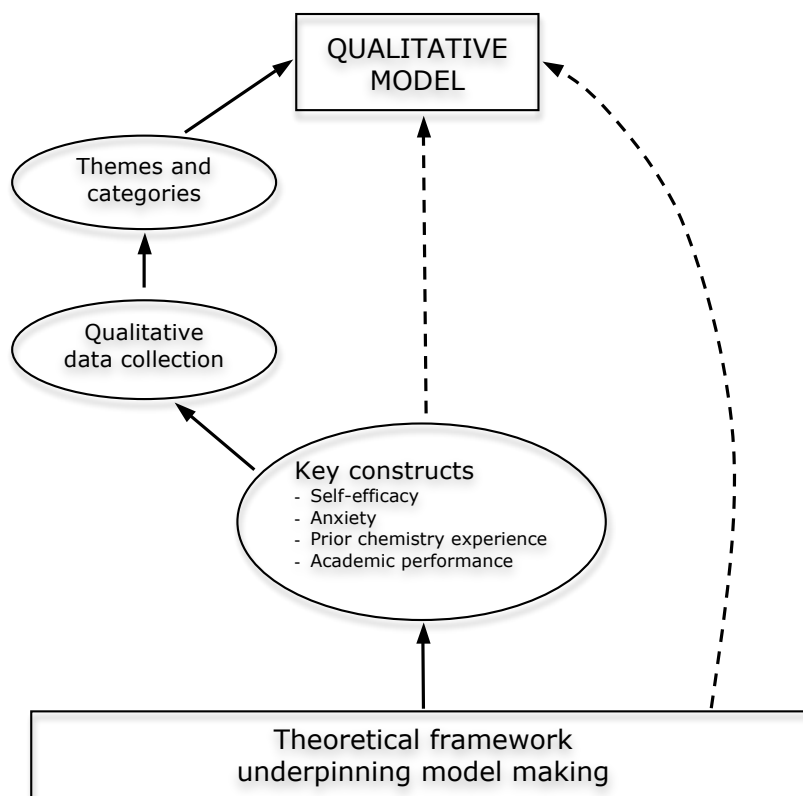 QUALITATIVE
MODEL
Themes and
categories
Qualitative
data collection
Key constructs
- Self-efficacy
- Anxiety
- Prior chemistry experience
- Academic performance
Theoretical framework
underpinning model making